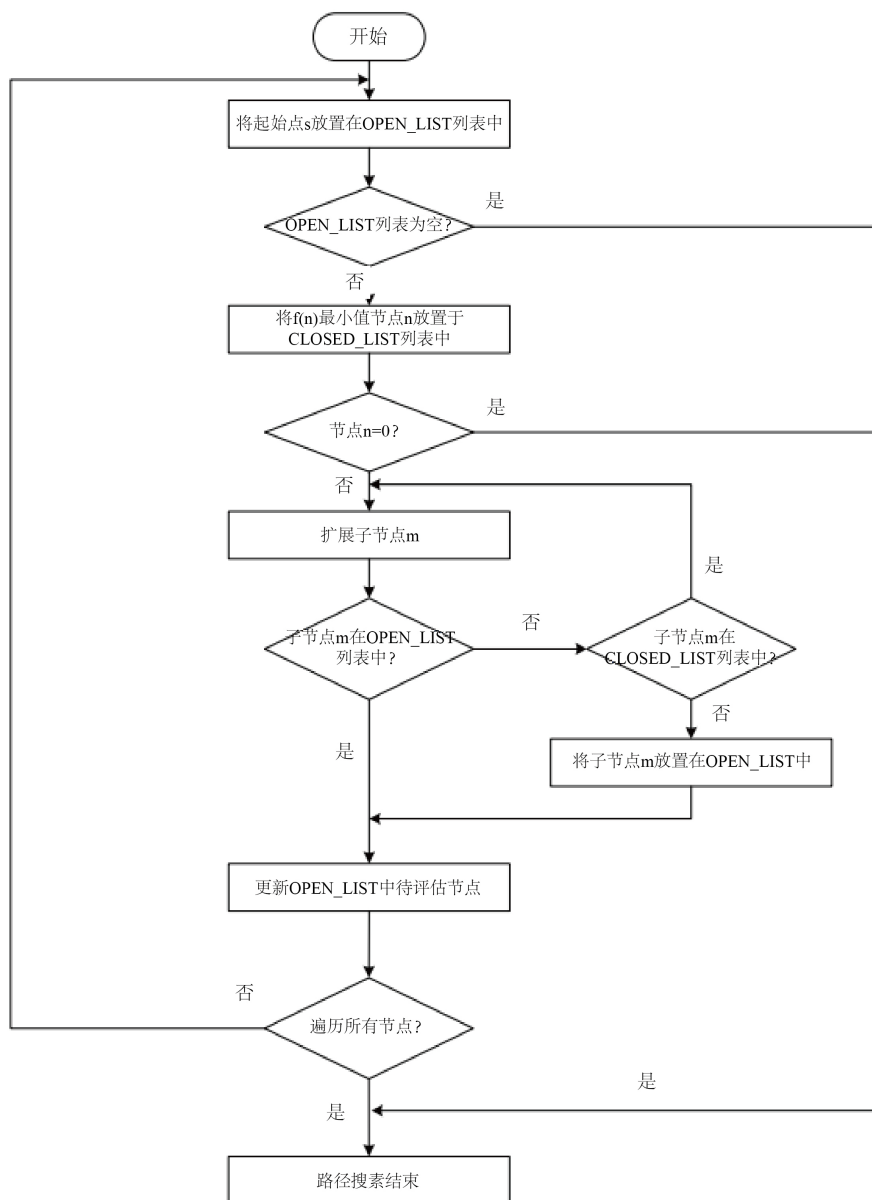 开始
将起始点s放置在OPEN_LIST列表中
是
OPEN_LIST列表为空?
否
将f(n)最小值节点n放置于
CLOSED_LIST列表中
是
节点n=0?
否
扩展子节点m
是
子节点m在OPEN_LIST
列表中?
否
子节点m在
CLOSED_LIST列表中?
否
是
将子节点m放置在OPEN_LIST中
更新OPEN_LIST中待评估节点
否
遍历所有节点?
是
是
路径搜素结束